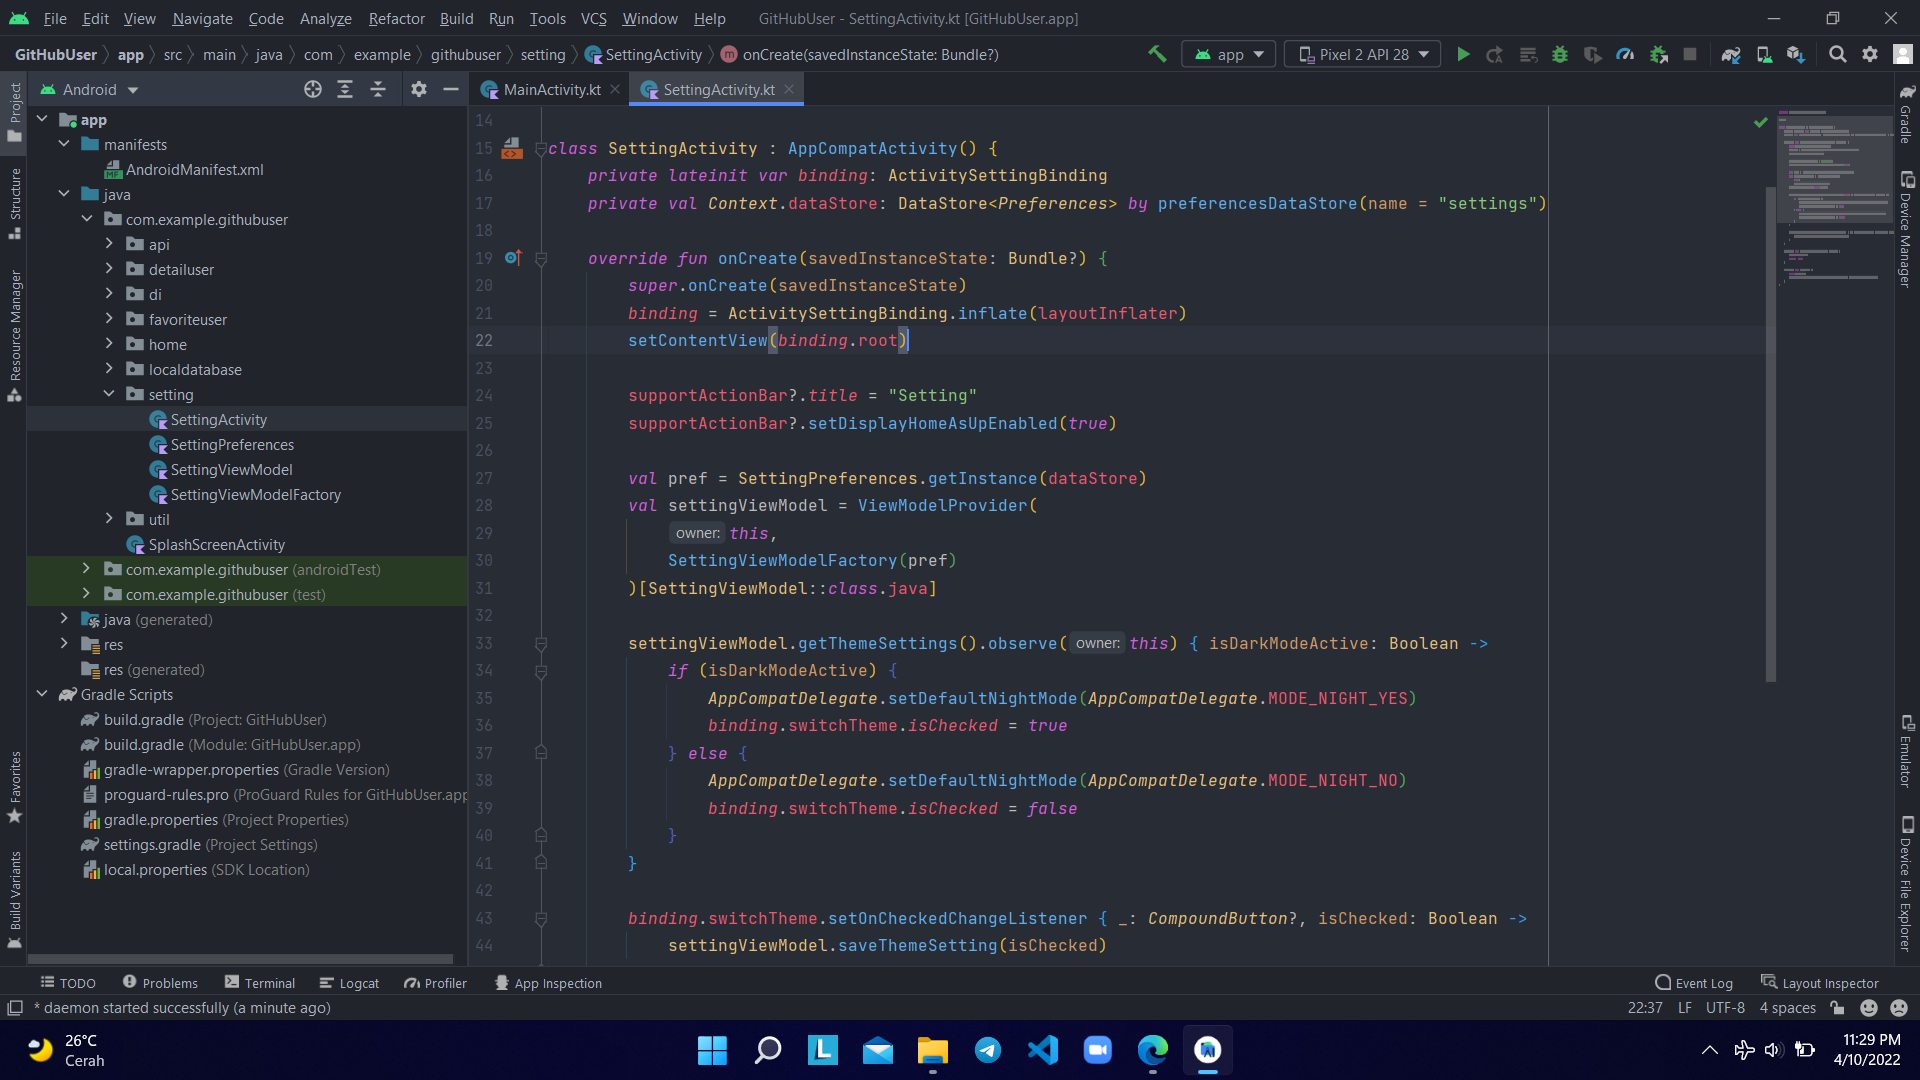 File Edit View Navigate Code Analyze Refactor Build Run Tools VCS Window Help GitHubUser - SettingActivity.kt [GitHubUser.app]
GitHubUser app src main java com example githubuser setting SettingActivity onCreate(savedInstanceState: Bundle?) app Pixel 2 API 28
Android
MainActivity.kt SettingActivity.kt
Project
Structure
Resource Manager
Favorites
Build Variants
app
manifests
AndroidManifest.xml
java
com.example.githubuser
api
detailuser
di
favoriteuser
home
localdatabase
setting
SettingActivity
SettingPreferences
SettingViewModel
SettingViewModelFactory
util
SplashScreenActivity
com.example.githubuser (androidTest)
com.example.githubuser (test)
java (generated)
res
res (generated)
Gradle Scripts
build.gradle (Project: GitHubUser)
build.gradle (Module: GitHubUser.app)
gradle-wrapper.properties (Gradle Version)
proguard-rules.pro (ProGuard Rules for GitHubUser.app
gradle.properties (Project Properties)
settings.gradle (Project Settings)
local.properties (SDK Location)
14
15 class SettingActivity : AppCompatActivity() {
16 private lateinit var binding: ActivitySettingBinding
17 private val Context.dataStore: DataStore<Preferences> by preferencesDataStore(name = "settings")
18
19 override fun onCreate(savedInstanceState: Bundle?) {
20 super.onCreate(savedInstanceState)
21 binding = ActivitySettingBinding.inflate(layoutInflater)
22 setContentView(binding.root)
23
24 supportActionBar?.title = "Setting"
25 supportActionBar?.setDisplayHomeAsUpEnabled(true)
26
27 val pref = SettingPreferences.getInstance(dataStore)
28 val settingViewModel = ViewModelProvider(
29 owner: this,
30 SettingViewModelFactory(pref)
31 )[SettingViewModel::class.java]
32
33 settingViewModel.getThemeSettings().observe( owner: this) { isDarkModeActive: Boolean ->
34 if (isDarkModeActive) {
35 AppCompatDelegate.setDefaultNightMode(AppCompatDelegate.MODE_NIGHT_YES)
36 binding.switchTheme.isChecked = true
37 } else {
38 AppCompatDelegate.setDefaultNightMode(AppCompatDelegate.MODE_NIGHT_NO)
39 binding.switchTheme.isChecked = false
40 }
41 }
42
43 binding.switchTheme.setOnCheckedChangeListener { _: CompoundButton?, isChecked: Boolean ->
44 settingViewModel.saveThemeSetting(isChecked)
Gradle
Device Manager
Emulator
Device File Explorer
TODO Problems Terminal Logcat Profiler App Inspection Event Log Layout Inspector
* daemon started successfully (a minute ago) 22:37 LF UTF-8 4 spaces
26°C
Cerah
11:29 PM
4/10/2022